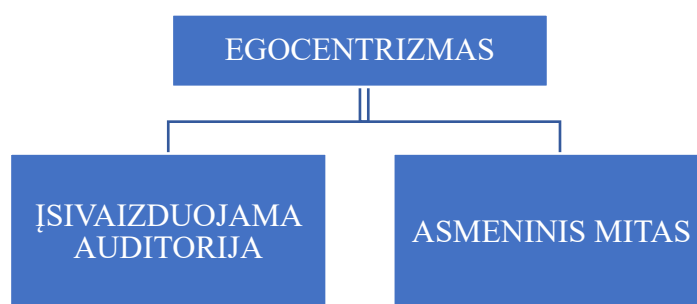 EGOCENTRIZMAS
ĮSIVAIZDUOJAMA
AUDITORIJA
ASMENINIS MITAS